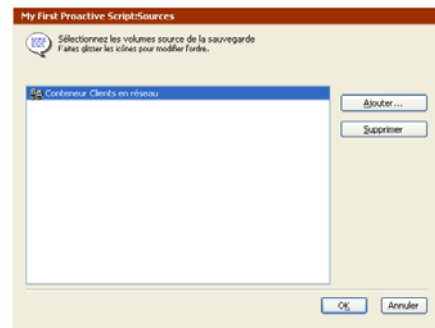 My First Proactive Script:Sources
Sélectionnez les volumes source de la sauvegarde
Faites glisser les icônes pour modifier l'ordre.
Conteneur Clients en réseau
Ajouter...
Supprimer
OK
Annuler